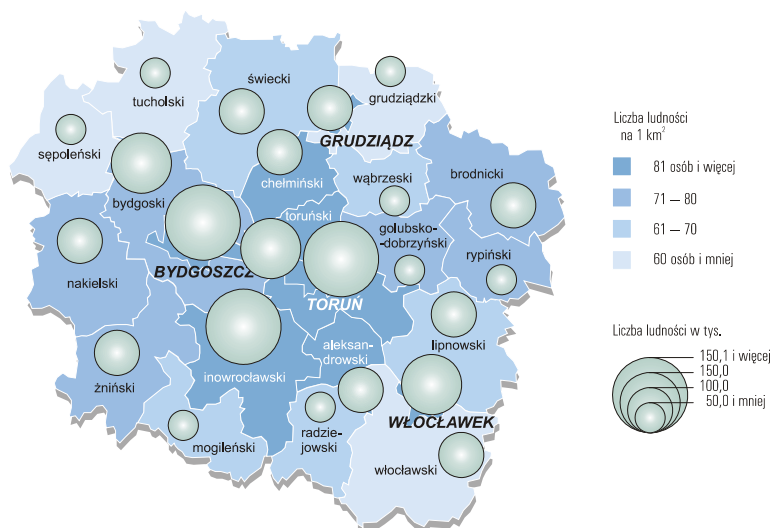 tucholski
świecki
grudziądzki
GRUDZIĄDZ
sępoleński
bydgoski
chełmiński
wąbrzeski
brodnicki
toruński
golubsko-
-dobrzyński
rypiński
BYDGOSZCZ
TORUŃ
nakielski
aleksan-
drowski
lipnowski
inowrocławski
żniński
mogileński
radzie-
jowski
WŁOCŁAWEK
włocławski
Liczba ludności
na 1 km²
81 osób i więcej
71 — 80
61 — 70
60 osób i mniej
Liczba ludności w tys.
150,1 i więcej
150,0
100,0
50,0 i mniej